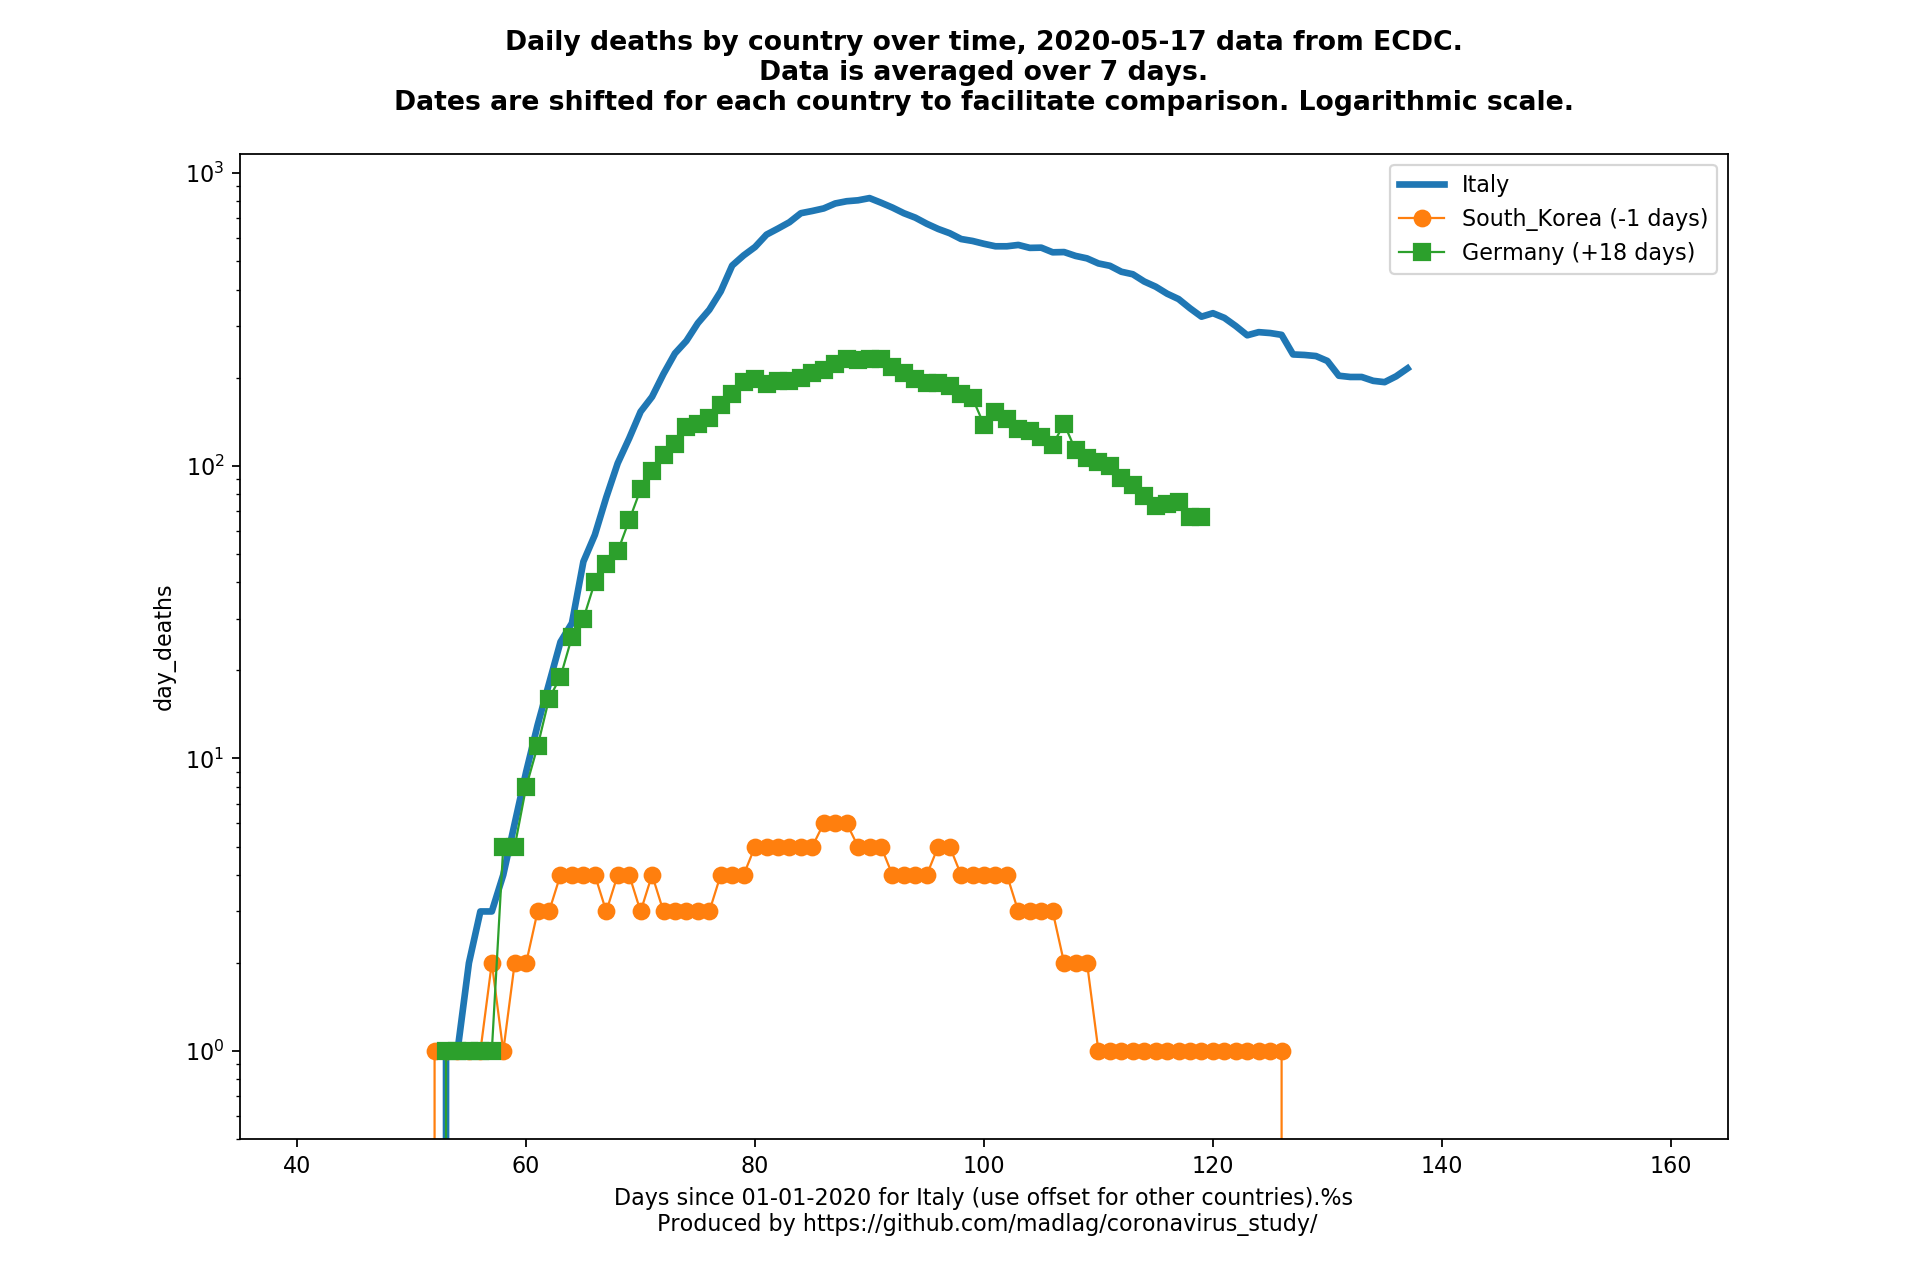 Daily deaths by country over time, 2020-05-17 data from ECDC.
Data is averaged over 7 days.
Dates are shifted for each country to facilitate comparison. Logarithmic scale.
10³
10²
10¹
10⁰
day_deaths
Italy
South_Korea (-1 days)
Germany (+18 days)
40 60 80 100 120 140 160
Days since 01-01-2020 for Italy (use offset for other countries).%s
Produced by https://github.com/madlag/coronavirus_study/